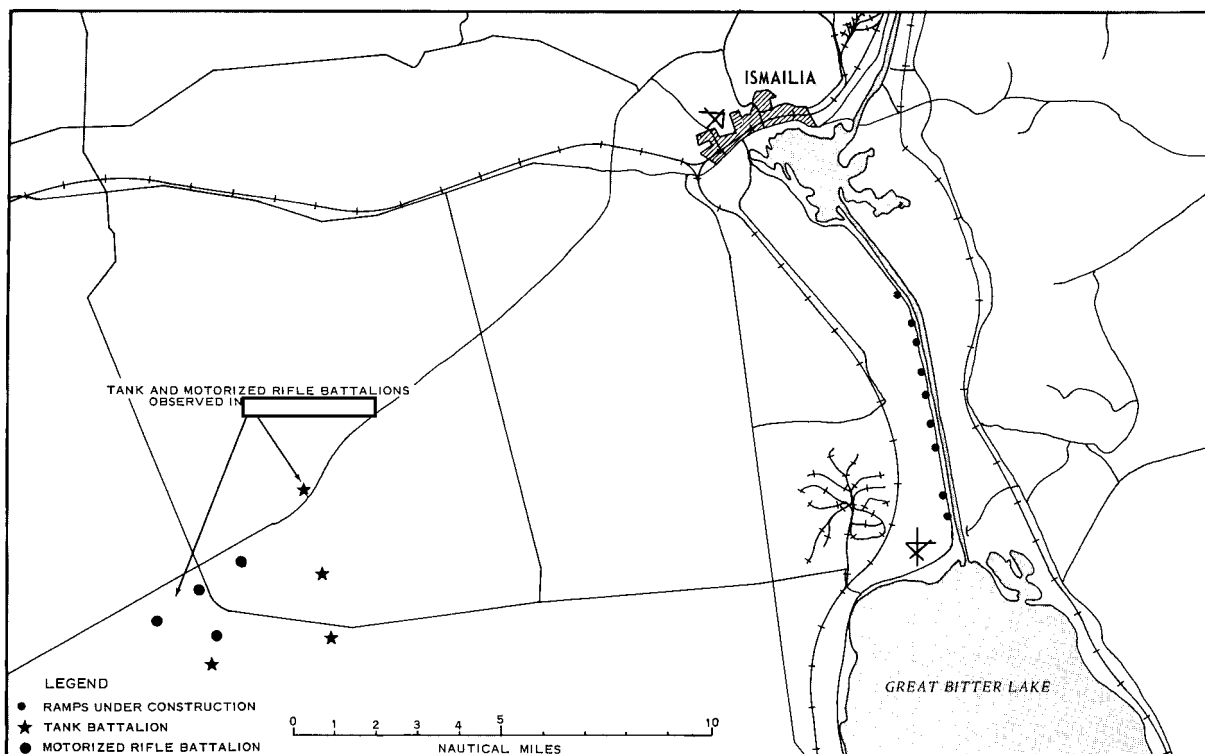 ISMAILIA
TANK AND MOTORIZED RIFLE BATTALIONS
OBSERVED IN
GREAT BITTER LAKE
LEGEND
RAMPS UNDER CONSTRUCTION
TANK BATTALION
MOTORIZED RIFLE BATTALION
0 1 2 3 4 5 10
NAUTICAL MILES